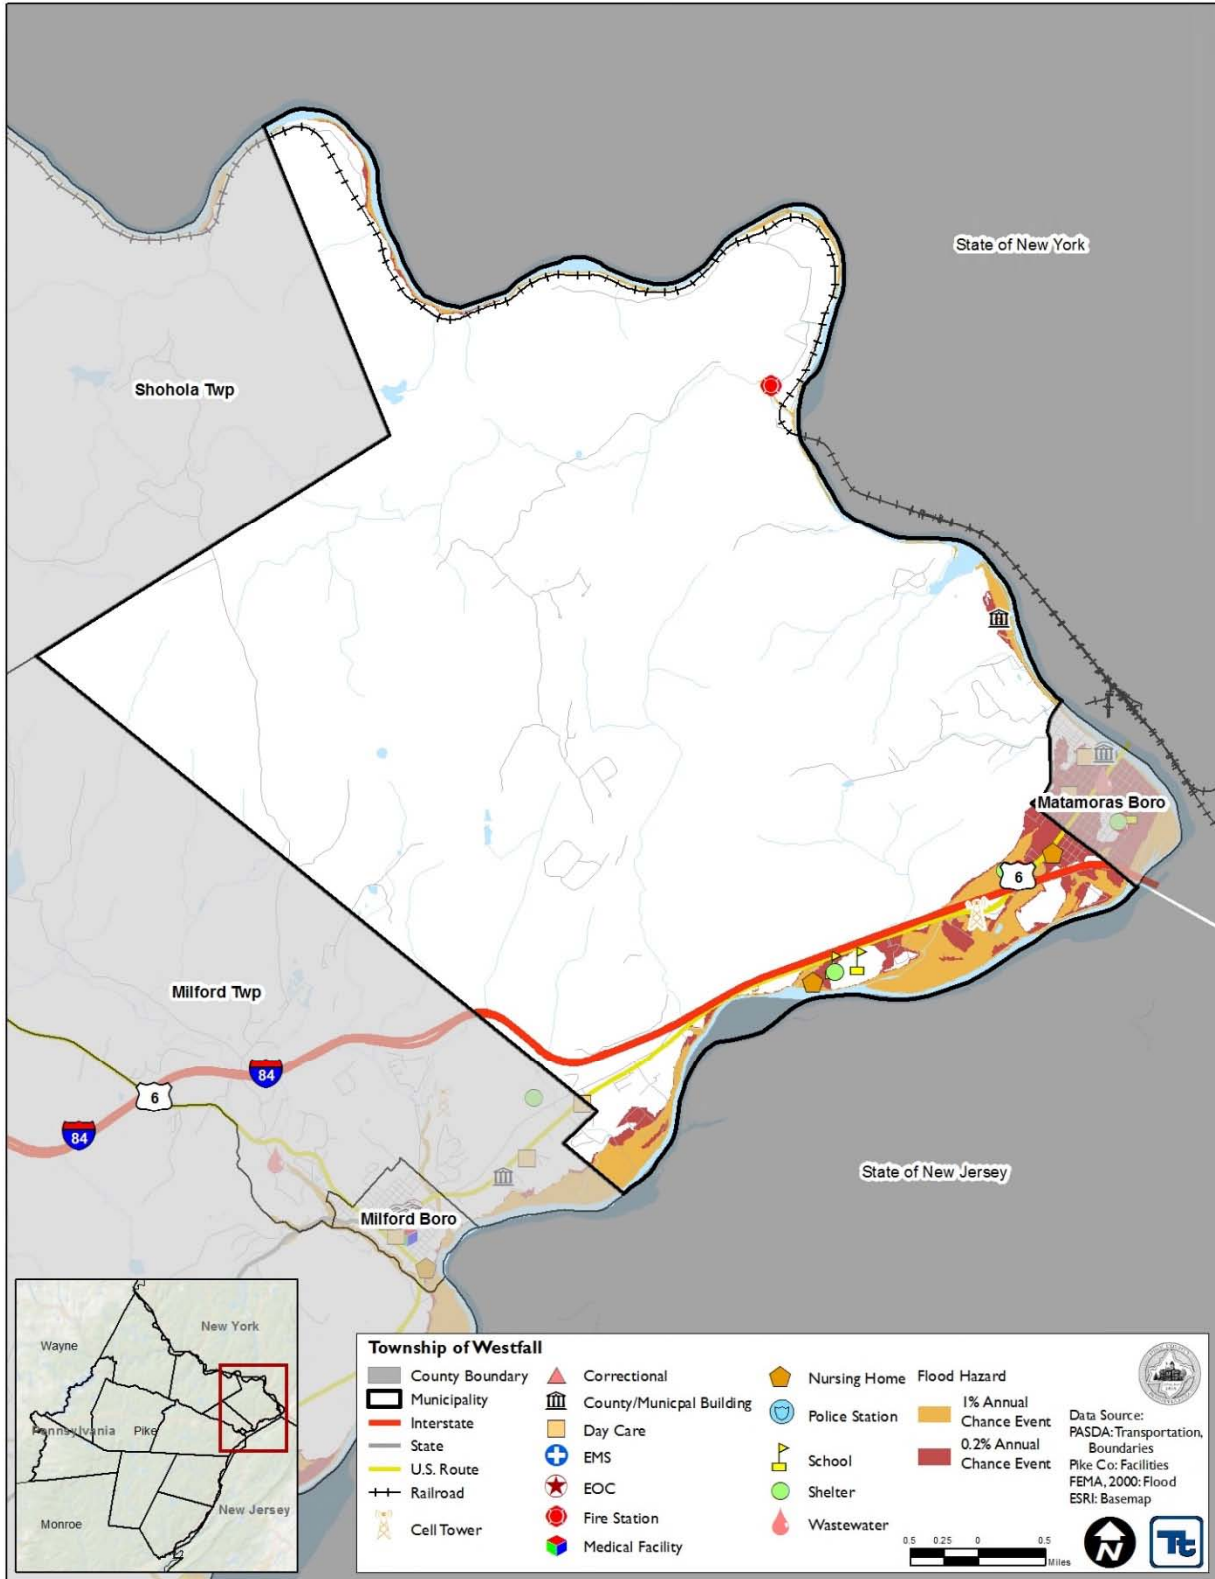 State of New York
Shohola Twp
Matamoras Boro
6
Milford Twp
84
6
84
State of New Jersey
Milford Boro
New York
Wayne
Pennsylvania
Pike
New Jersey
Monroe
Township of Westfall
County Boundary
Municipality
Interstate
State
U.S. Route
Railroad
Cell Tower
Correctional
County/Municpal Building
Day Care
EMS
EOC
Fire Station
Medical Facility
Nursing Home
Police Station
School
Shelter
Wastewater
Flood Hazard
1% Annual
Chance Event
0.2% Annual
Chance Event
Data Source:
PASDA: Transportation,
Boundaries
Pike Co: Facilities
FEMA, 2000: Flood
ESRI: Basemap
0.5 0.25 0 0.5
Miles
N
Tt